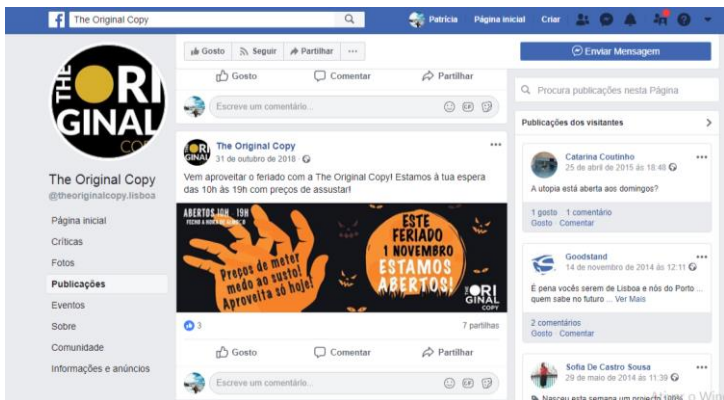 The Original Copy
Patrícia Página inicial Criar
THE ORIGINAL COPY
The Original Copy
@theoriginalcopy.lisboa
Página inicial
Críticas
Fotos
Publicações
Eventos
Sobre
Comunidade
Informações e anúncios
Gosto Seguir Partilhar ...
Gosto Comentar Partilhar
Escreve um comentário...
The Original Copy
31 de outubro de 2018 ·
Vem aproveitar o feriado com a The Original Copy! Estamos à tua espera
das 10h às 19h com preços de assustar!
ABERTOS 10H - 19H
Preços de meter
medo ao susto!
Aproveita só hoje!
ESTE
FERIADO
1 NOVEMBRO
ESTAMOS
ABERTOS!
THE ORIGINAL COPY
3 7 partilhas
Gosto Comentar Partilhar
Escreve um comentário...
Enviar Mensagem
Procura publicações nesta Página
Publicações dos visitantes
Catarina Coutinho
25 de abril de 2015 às 18:48
A utopia está aberta aos domingos?
1 gosto · 1 comentário
Gosto · Comentar
Goodstand
14 de novembro de 2014 às 12:11
É pena vocês serem de Lisboa e nós do Porto ...
quem sabe no futuro ... Ver Mais
2 comentários
Gosto · Comentar
Sofia De Castro Sousa
29 de maio de 2014 às 11:39
Nasceu esta semana um projecto 100%